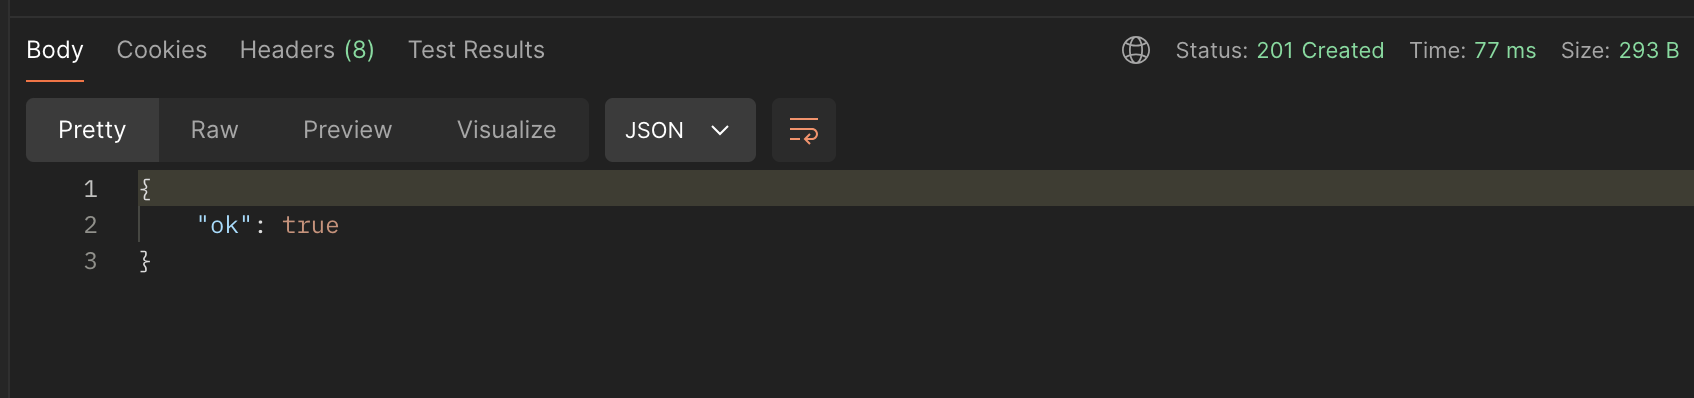 Body Cookies Headers (8) Test Results Status: 201 Created Time: 77 ms Size: 293 B
Pretty Raw Preview Visualize JSON
1 {
2 "ok": true
3 }